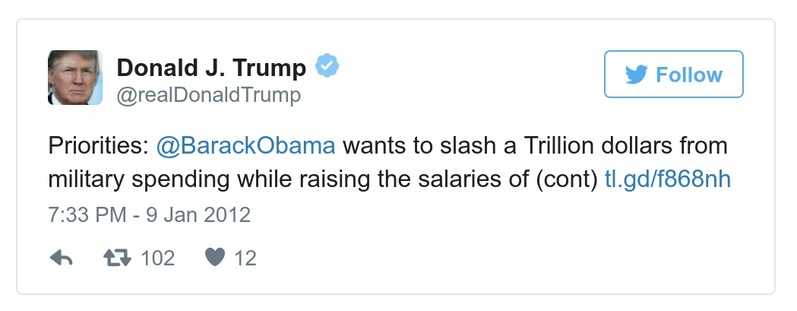 Donald J. Trump
Follow
@realDonaldTrump
Priorities: @BarackObama wants to slash a Trillion dollars from
military spending while raising the salaries of (cont) tl.gd/f868nh
7:33 PM - 9 Jan 2012
102 12